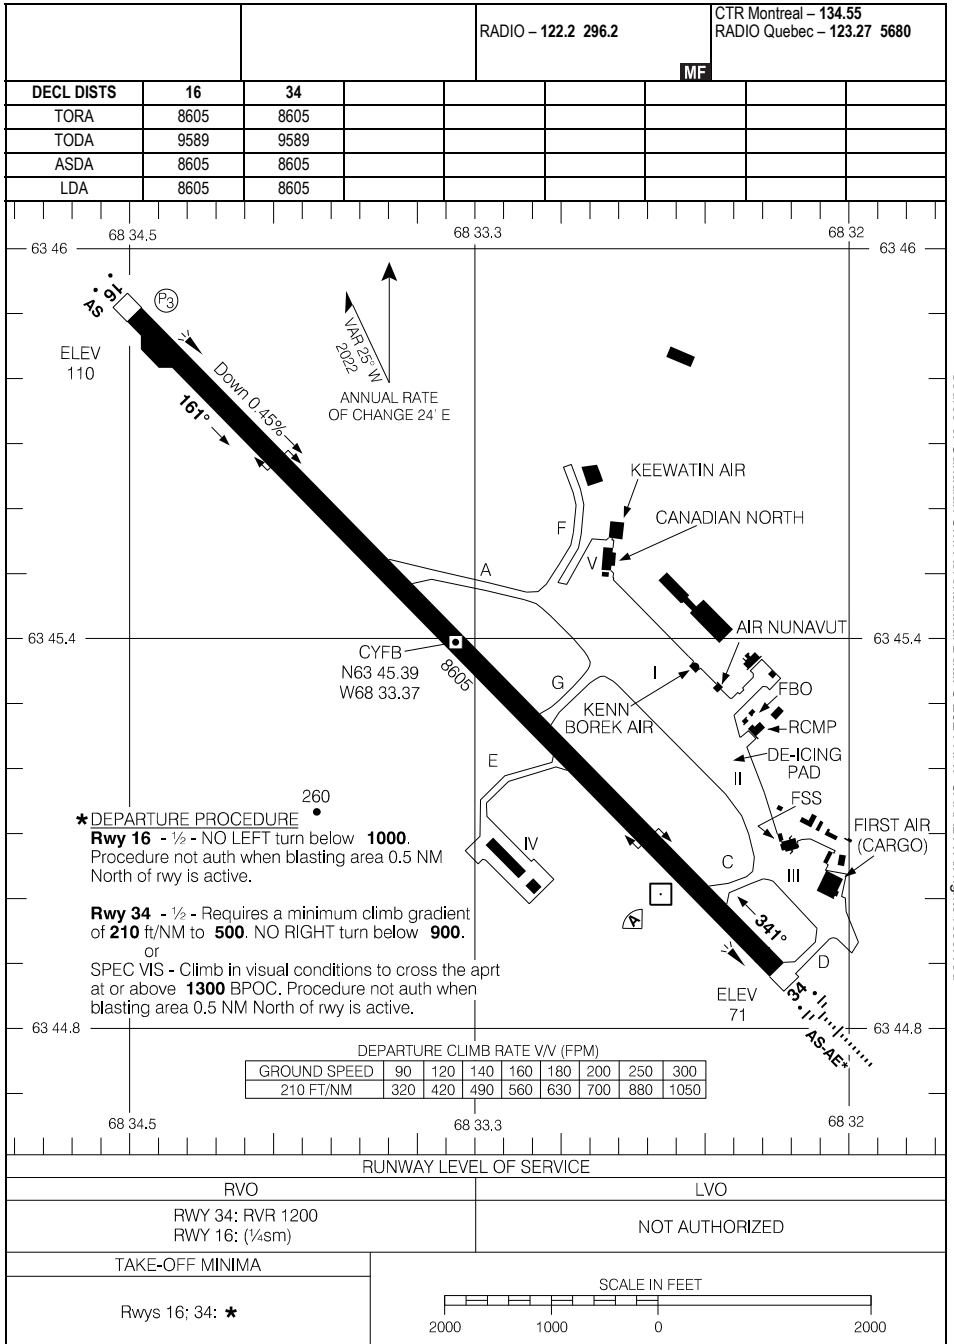 RADIO – 122.2 296.2
MF
CTR Montreal – 134.55
RADIO Quebec – 123.27 5680
DECL DISTS 16 34
TORA 8605 8605
TODA 9589 9589
ASDA 8605 8605
LDA 8605 8605
68 34.5 68 33.3 68 32
63 46 63 46
16
AS
P3
ELEV
110
VAR 25° W
2022
ANNUAL RATE
OF CHANGE 24' E
Down 0.45%
161°
KEEWATIN AIR
CANADIAN NORTH
F
V
A
63 45.4 63 45.4
AIR NUNAVUT
CYFB
N63 45.39
W68 33.37
8605
G
I
KENN
BOREK AIR
FBO
RCMP
DE-ICING
PAD
E
II
FSS
260
FIRST AIR
(CARGO)
IV
C
III
* DEPARTURE PROCEDURE
Rwy 16 - ½ - NO LEFT turn below 1000.
Procedure not auth when blasting area 0.5 NM
North of rwy is active.
Rwy 34 - ½ - Requires a minimum climb gradient
of 210 ft/NM to 500. NO RIGHT turn below 900.
or
SPEC VIS - Climb in visual conditions to cross the aprt
at or above 1300 BPOC. Procedure not auth when
blasting area 0.5 NM North of rwy is active.
A
341°
D
ELEV
71
34
AS-AE*
63 44.8
63 44.8
DEPARTURE CLIMB RATE V/V (FPM)
GROUND SPEED 90 120 140 160 180 200 250 300
210 FT/NM 320 420 490 560 630 700 880 1050
68 34.5 68 33.3 68 32
RUNWAY LEVEL OF SERVICE
RVO LVO
RWY 34: RVR 1200
RWY 16: (¼sm)
NOT AUTHORIZED
TAKE-OFF MINIMA
Rwys 16; 34: *
SCALE IN FEET
2000 1000 0 2000